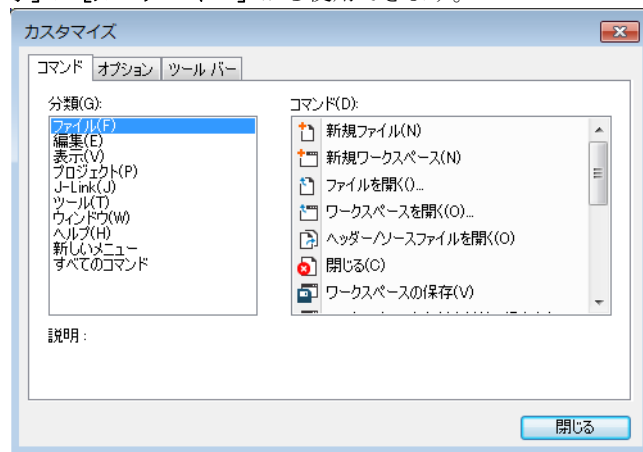 カスタマイズ
コマンド オプション ツール バー
分類(G):
ファイル(F)
編集(E)
表示(V)
プロジェクト(P)
J-Link(J)
ツール(T)
ウィンドウ(W)
ヘルプ(H)
新しいメニュー
すべてのコマンド
コマンド(D):
新規ファイル(N)
新規ワークスペース(N)
ファイルを開く()...
ワークスペースを開く(O)...
ヘッダー/ソースファイルを開く(O)
閉じる(C)
ワークスペースの保存(V)
説明:
閉じる